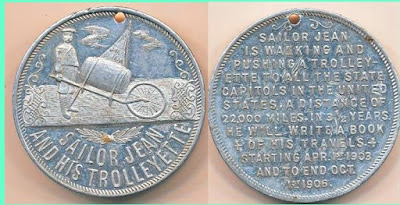 SAILOR JEAN
AND HIS TROLLEYETTE
SAILOR JEAN
IS WALKING AND
PUSHING A TROLLEY-
ETTE TO ALL THE STATE
CAPITOLS IN THE UNITED
STATES, A DISTANCE OF
22,000 MILES. IN 3½ YEARS
HE WILL WRITE A BOOK
OF HIS TRAVELS.
STARTING APR. 1ST 1903
AND TO END OCT.
1ST 1906.